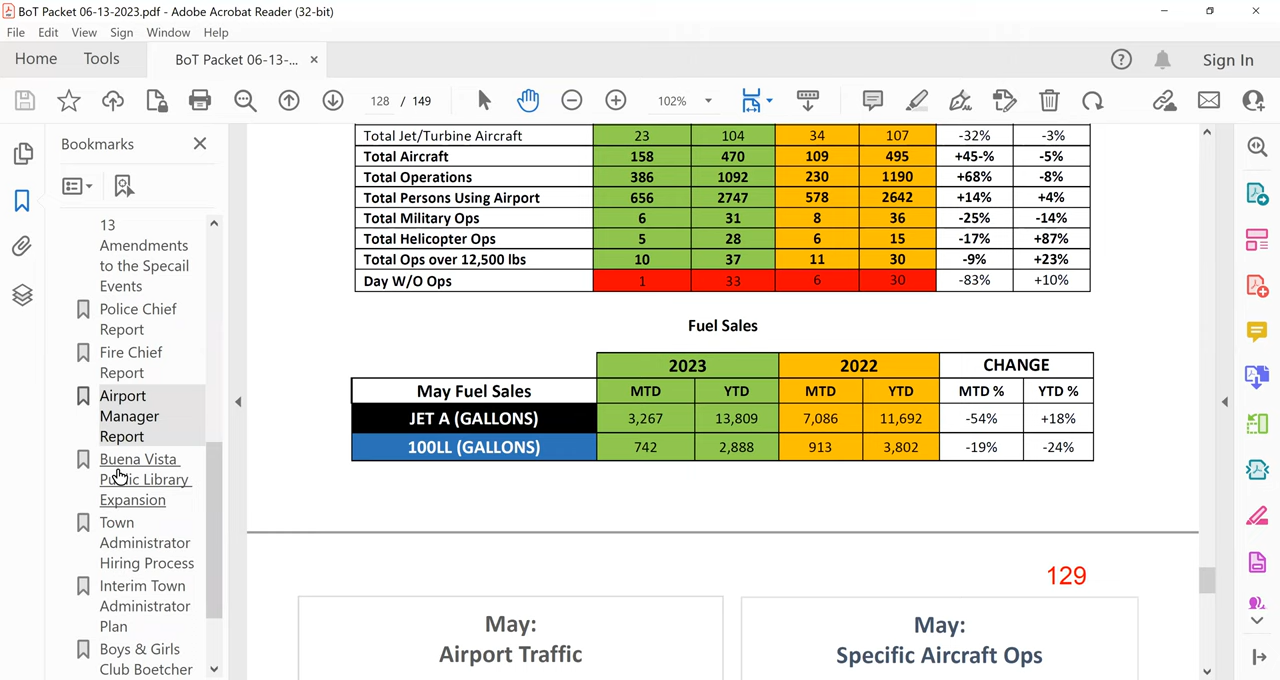 BoT Packet 06-13-2023.pdf - Adobe Acrobat Reader (32-bit)
File Edit View Sign Window Help
Home Tools BoT Packet 06-13-... × Sign In
128 / 149 102%
Bookmarks
13
Amendments
to the Specail
Events
Police Chief
Report
Fire Chief
Report
Airport
Manager
Report
Buena Vista
Public Library
Expansion
Town
Administrator
Hiring Process
Interim Town
Administrator
Plan
Boys & Girls
Club Boetcher
Total Jet/Turbine Aircraft 23 104 34 107 -32% -3%
Total Aircraft 158 470 109 495 +45-% -5%
Total Operations 386 1092 230 1190 +68% -8%
Total Persons Using Airport 656 2747 578 2642 +14% +4%
Total Military Ops 6 31 8 36 -25% -14%
Total Helicopter Ops 5 28 6 15 -17% +87%
Total Ops over 12,500 lbs 10 37 11 30 -9% +23%
Day W/O Ops 1 33 6 30 -83% +10%
Fuel Sales
2023 2022 CHANGE
May Fuel Sales MTD YTD MTD YTD MTD % YTD %
JET A (GALLONS) 3,267 13,809 7,086 11,692 -54% +18%
100LL (GALLONS) 742 2,888 913 3,802 -19% -24%
129
May:
Airport Traffic
May:
Specific Aircraft Ops